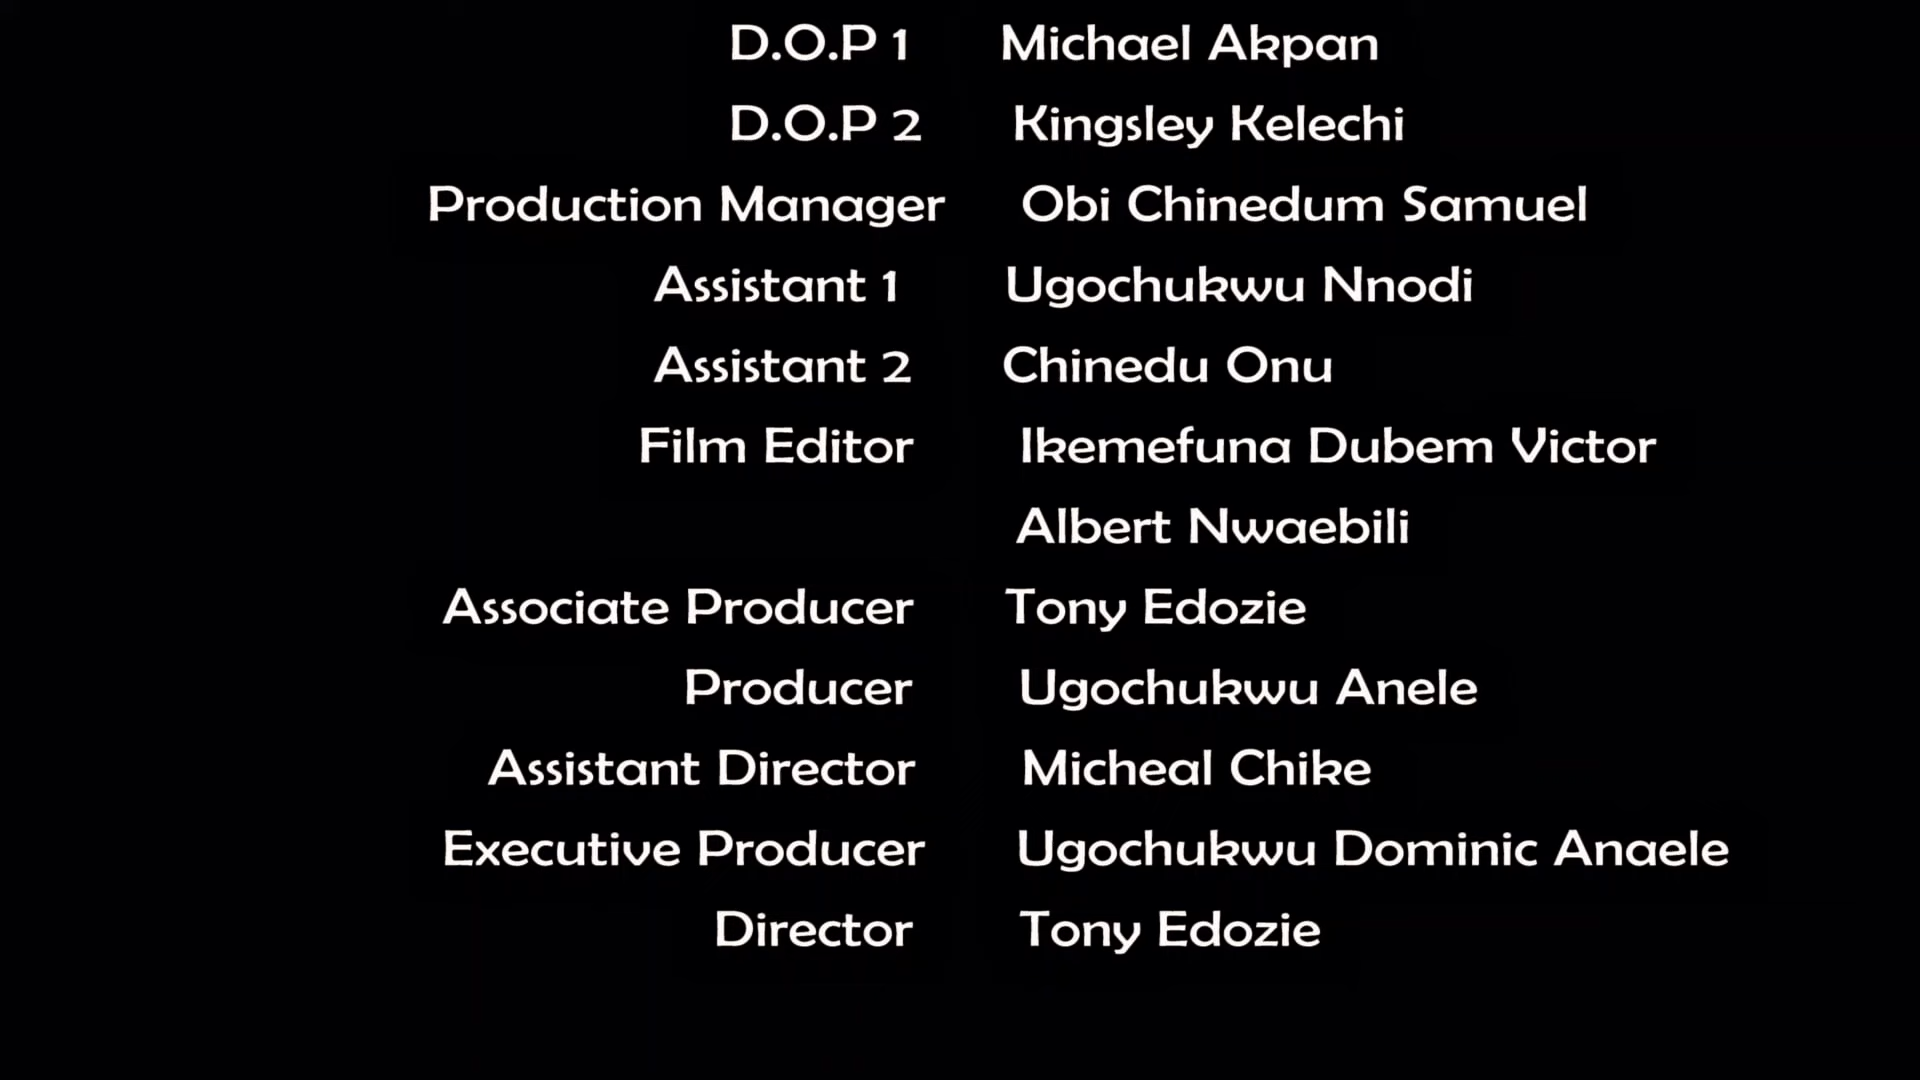 D.O.P 1 Michael Akpan
D.O.P 2 Kingsley Kelechi
Production Manager Obi Chinedum Samuel
Assistant 1 Ugochukwu Nnodi
Assistant 2 Chinedu Onu
Film Editor Ikemefuna Dubem Victor
Albert Nwaebili
Associate Producer Tony Edozie
Producer Ugochukwu Anele
Assistant Director Micheal Chike
Executive Producer Ugochukwu Dominic Anaele
Director Tony Edozie